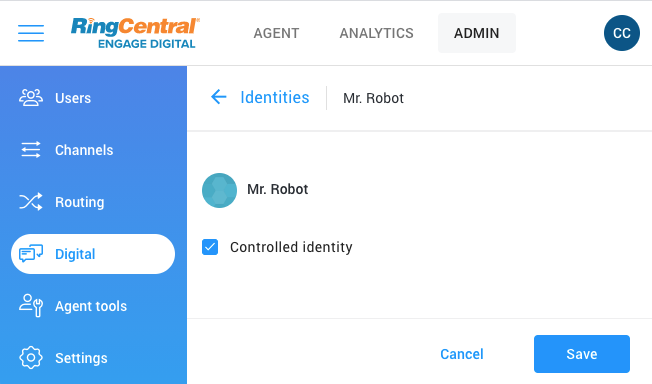 RingCentral®
ENGAGE DIGITAL
AGENT
ANALYTICS
ADMIN
CC
Users
Channels
Routing
Digital
Agent tools
Settings
Identities
Mr. Robot
Mr. Robot
Controlled identity
Cancel
Save